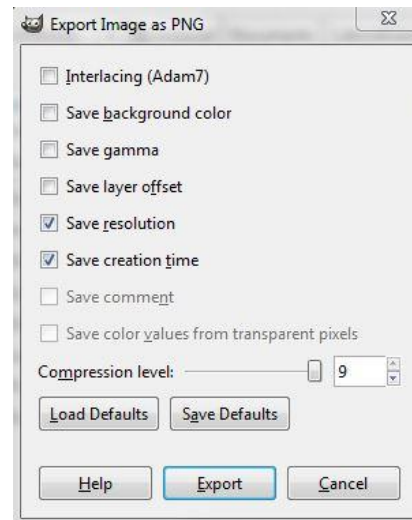 Export Image as PNG
Interlacing (Adam7)
Save background color
Save gamma
Save layer offset
Save resolution
Save creation time
Save comment
Save color values from transparent pixels
Compression level: 9
Load Defaults Save Defaults
Help Export Cancel